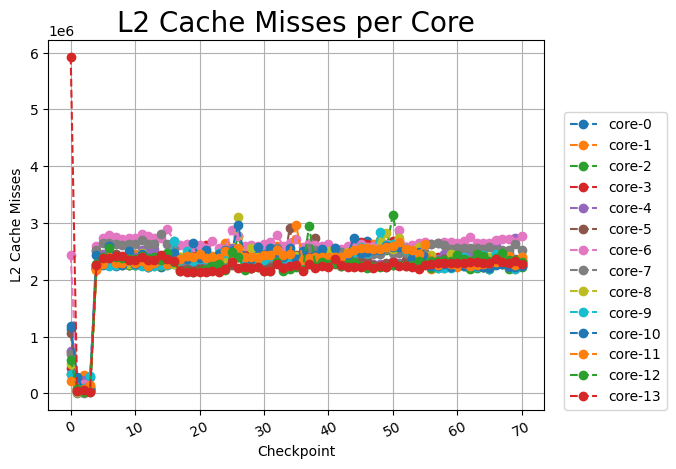 L2 Cache Misses per Core
1e6
6
5
4
3
2
1
0
L2 Cache Misses
0 10 20 30 40 50 60 70
Checkpoint
core-0
core-1
core-2
core-3
core-4
core-5
core-6
core-7
core-8
core-9
core-10
core-11
core-12
core-13